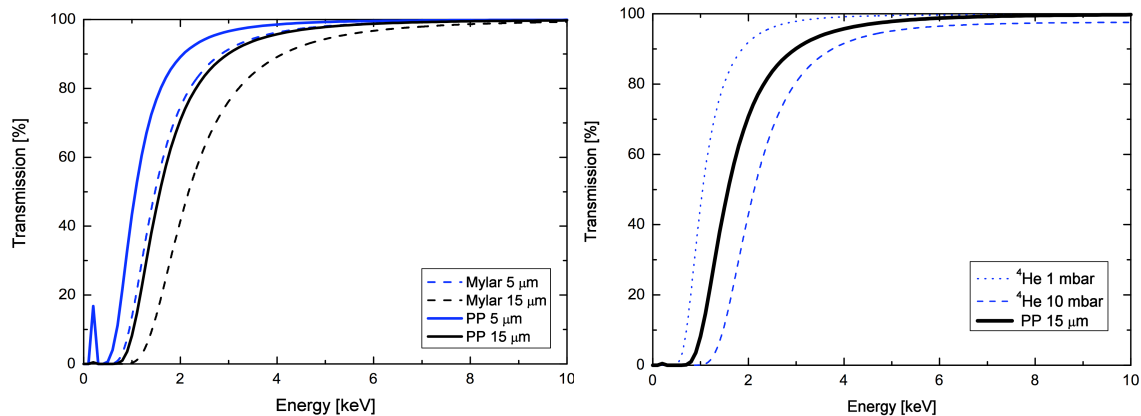 100
80
60
40
20
0
Transmission [%]
0 2 4 6 8 10
Energy [keV]
Mylar 5 μm
Mylar 15 μm
PP 5 μm
PP 15 μm
100
80
60
40
20
0
Transmission [%]
0 2 4 6 8 10
Energy [keV]
⁴He 1 mbar
⁴He 10 mbar
PP 15 μm